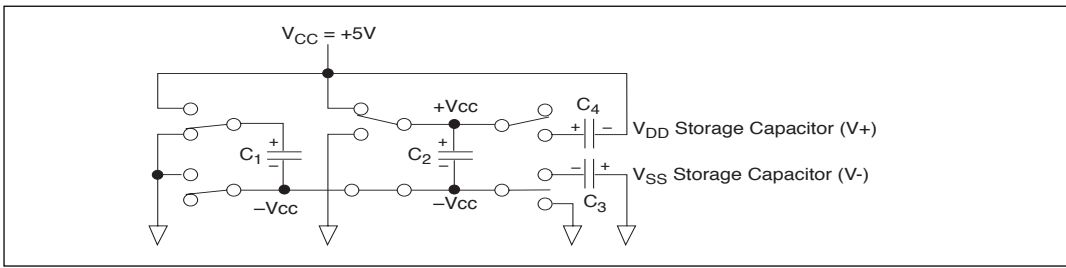 VCC = +5V
+Vcc
C4
+ −
VDD Storage Capacitor (V+)
+
C1
−
+
C2
−
− +
VSS Storage Capacitor (V-)
C3
−Vcc
−Vcc